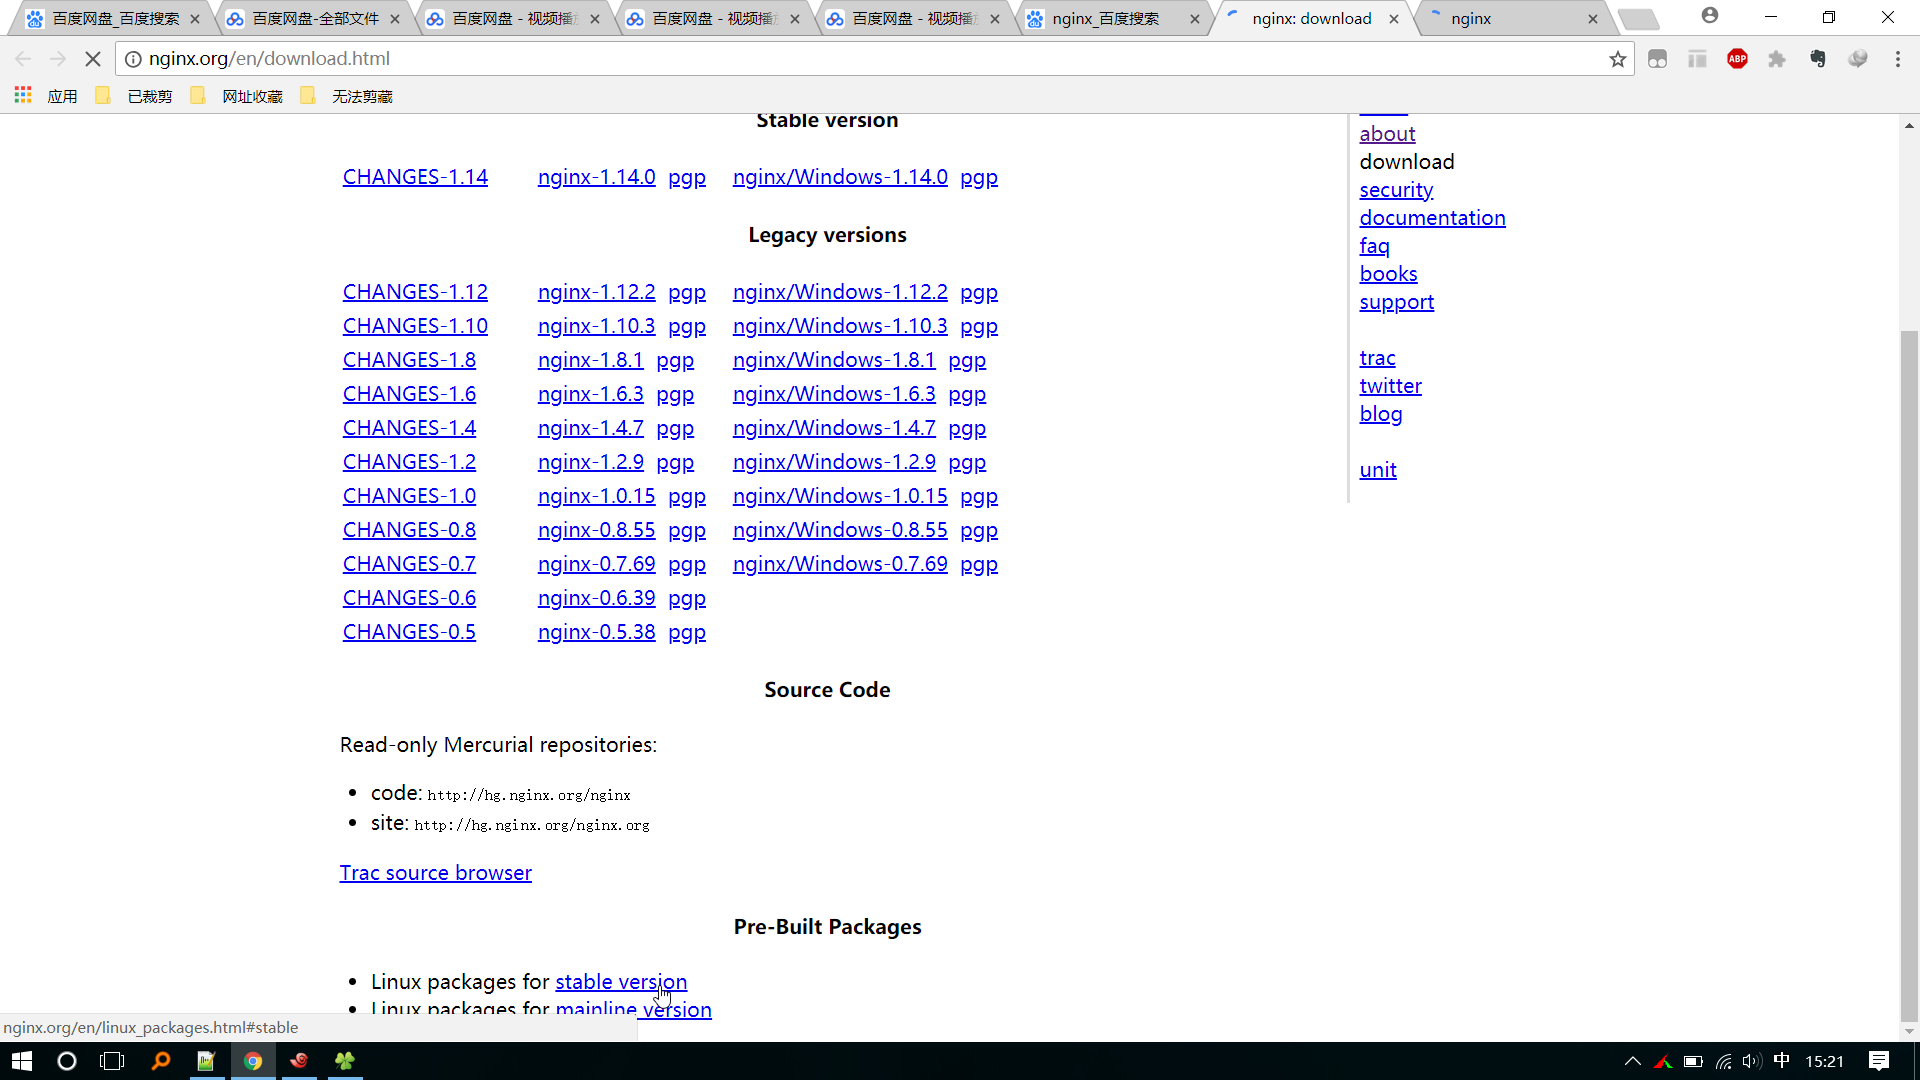 百度网盘_百度搜索
百度网盘-全部文件
百度网盘 - 视频播
百度网盘 - 视频播
百度网盘 - 视频播
nginx_百度搜索
nginx: download
nginx
nginx.org/en/download.html
ABP
应用
已裁剪
网址收藏
无法剪藏
Stable version
CHANGES-1.14 nginx-1.14.0 pgp nginx/Windows-1.14.0 pgp
Legacy versions
CHANGES-1.12 nginx-1.12.2 pgp nginx/Windows-1.12.2 pgp
CHANGES-1.10 nginx-1.10.3 pgp nginx/Windows-1.10.3 pgp
CHANGES-1.8 nginx-1.8.1 pgp nginx/Windows-1.8.1 pgp
CHANGES-1.6 nginx-1.6.3 pgp nginx/Windows-1.6.3 pgp
CHANGES-1.4 nginx-1.4.7 pgp nginx/Windows-1.4.7 pgp
CHANGES-1.2 nginx-1.2.9 pgp nginx/Windows-1.2.9 pgp
CHANGES-1.0 nginx-1.0.15 pgp nginx/Windows-1.0.15 pgp
CHANGES-0.8 nginx-0.8.55 pgp nginx/Windows-0.8.55 pgp
CHANGES-0.7 nginx-0.7.69 pgp nginx/Windows-0.7.69 pgp
CHANGES-0.6 nginx-0.6.39 pgp
CHANGES-0.5 nginx-0.5.38 pgp
Source Code
Read-only Mercurial repositories:
code: http://hg.nginx.org/nginx
site: http://hg.nginx.org/nginx.org
Trac source browser
Pre-Built Packages
Linux packages for stable version
Linux packages for mainline version
about
download
security
documentation
faq
books
support
trac
twitter
blog
unit
nginx.org/en/linux_packages.html#stable
中
15:21